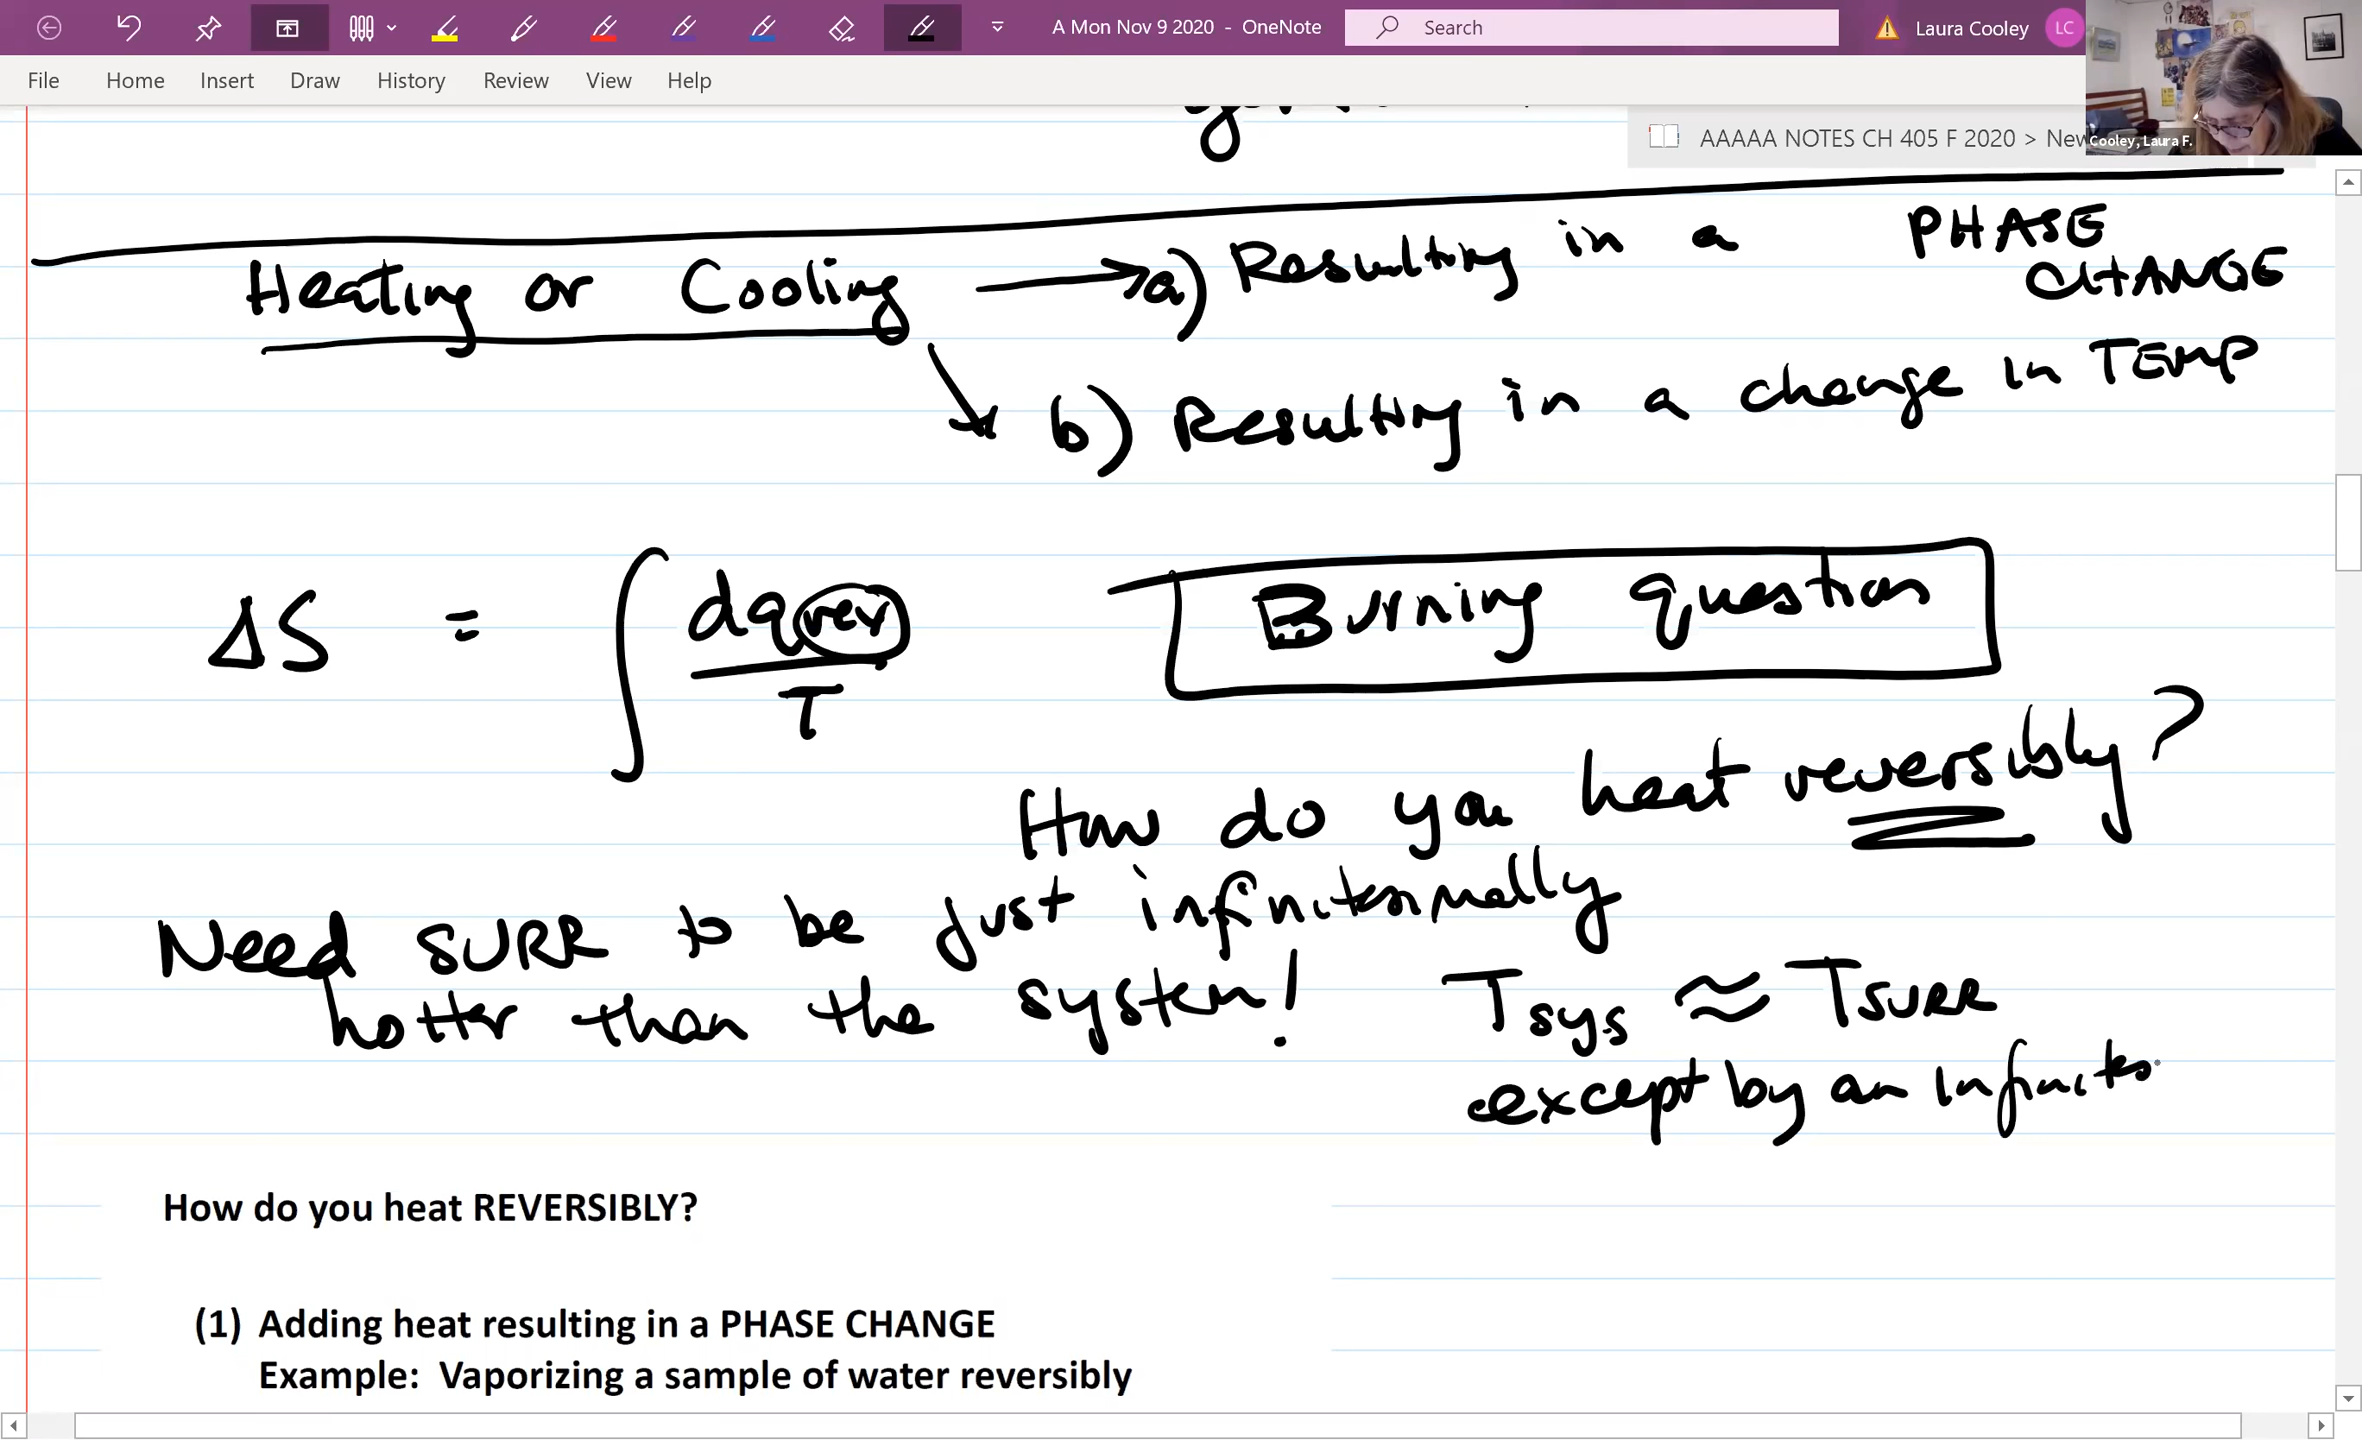 A Mon Nov 9 2020 - OneNote
Search
Laura Cooley
LC
File Home Insert Draw History Review View Help
AAAAA NOTES CH 405 F 2020 > New
Cooley, Laura F.
Heating or Cooling → a) Resulting in a PHASE CHANGE
b) Resulting in a change in TEMP
ΔS = ∫ dqrev / T
Burning question
How do you heat reversibly?
Need SURR to be just infinitesimally
hotter than the system!
Tsys ≈ TSURR
except by an infinites
How do you heat REVERSIBLY?
(1) Adding heat resulting in a PHASE CHANGE
Example: Vaporizing a sample of water reversibly